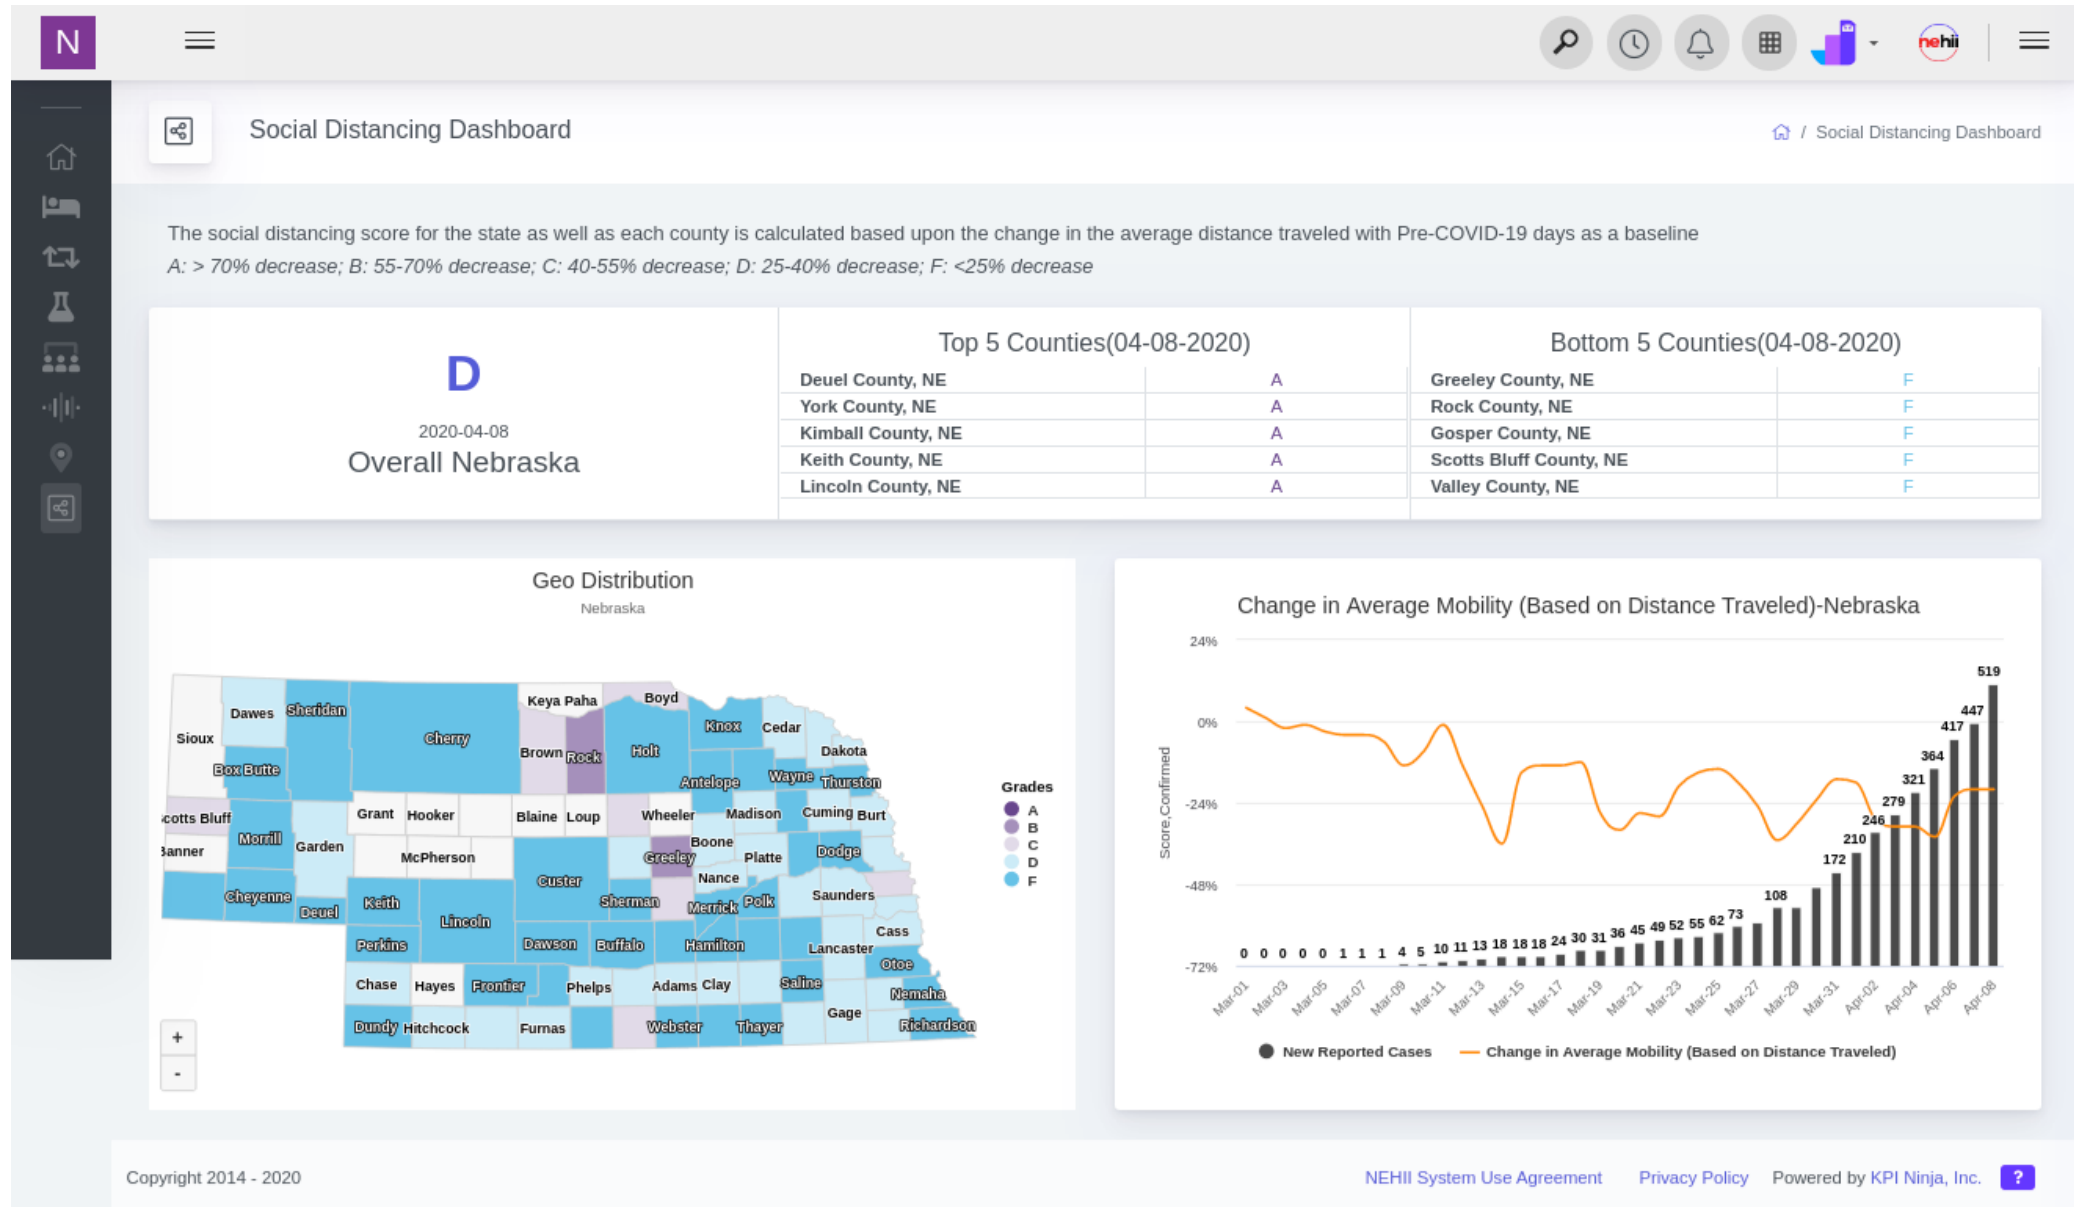 N
nehii
Social Distancing Dashboard
/ Social Distancing Dashboard
The social distancing score for the state as well as each county is calculated based upon the change in the average distance traveled with Pre-COVID-19 days as a baseline
A: > 70% decrease; B: 55-70% decrease; C: 40-55% decrease; D: 25-40% decrease; F: <25% decrease
D
2020-04-08
Overall Nebraska
Top 5 Counties(04-08-2020)
Deuel County, NE A
York County, NE A
Kimball County, NE A
Keith County, NE A
Lincoln County, NE A
Bottom 5 Counties(04-08-2020)
Greeley County, NE F
Rock County, NE F
Gosper County, NE F
Scotts Bluff County, NE F
Valley County, NE F
Geo Distribution
Nebraska
Keya Paha Boyd
Dawes Sheridan
Sioux Cherry Knox Cedar
Brown Rock Holt Dakota
Box Butte Antelope Wayne Thurston
Grant Hooker Blaine Loup Wheeler Madison Cuming Burt
cotts Bluff
Morrill Garden Boone
Banner McPherson Greeley Platte Dodge
Custer Nance
Cheyenne Keith Sherman Merrick Polk Saunders
Deuel Lincoln
Perkins Dawson Buffalo Hamilton Lancaster Cass
Otoe
Chase Hayes Frontier Phelps Adams Clay Saline Nemaha
Gage
Dundy Hitchcock Furnas Webster Thayer Richardson
Grades
A
B
C
D
F
+
-
Change in Average Mobility (Based on Distance Traveled)-Nebraska
Score,Confirmed
24%
0%
-24%
-48%
-72%
0 0 0 0 0 1 1 1 4 5 10 11 13 18 18 18 24 30 31 36 45 49 52 55 62 73 108 172 210 246 279 321 364 417 447 519
Mar-01 Mar-03 Mar-05 Mar-07 Mar-09 Mar-11 Mar-13 Mar-15 Mar-17 Mar-19 Mar-21 Mar-23 Mar-25 Mar-27 Mar-29 Mar-31 Apr-02 Apr-04 Apr-06 Apr-08
New Reported Cases Change in Average Mobility (Based on Distance Traveled)
Copyright 2014 - 2020
NEHII System Use Agreement Privacy Policy Powered by KPI Ninja, Inc. ?